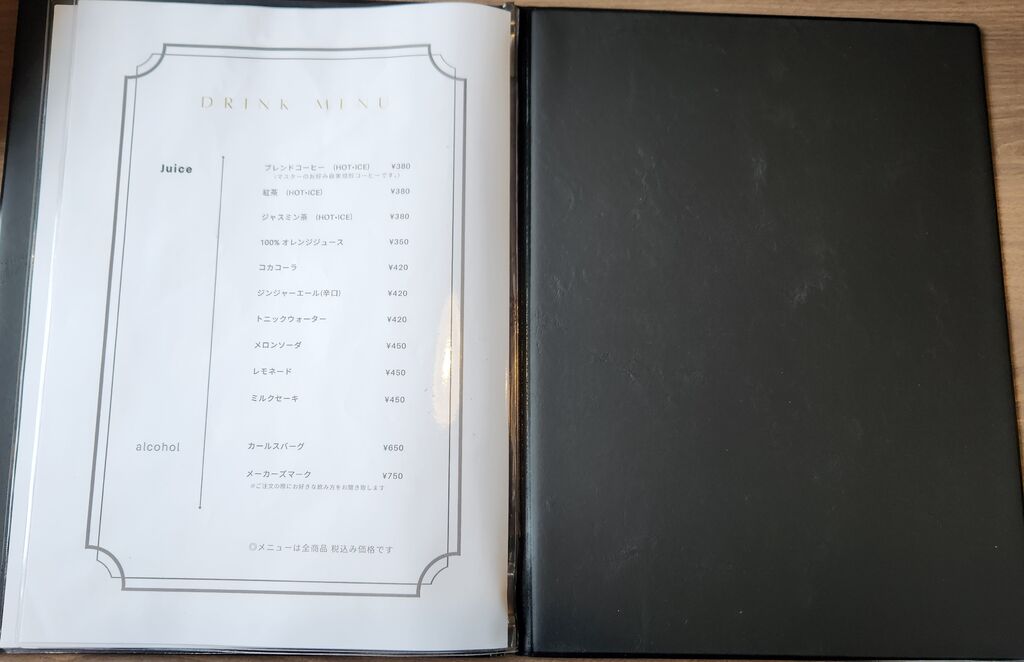 DRINK MENU
Juice
ブレンドコーヒー (HOT・ICE) ¥380
(マスターのお好み自家焙煎コーヒーです。)
紅茶 (HOT・ICE) ¥380
ジャスミン茶 (HOT・ICE) ¥380
100% オレンジジュース ¥350
コカコーラ ¥420
ジンジャーエール(辛口) ¥420
トニックウォーター ¥420
メロンソーダ ¥450
レモネード ¥450
ミルクセーキ ¥450
alcohol
カールスバーグ ¥650
メーカーズマーク ¥750
※ご注文の際にお好きな飲み方をお聞き致します
◎メニューは全商品 税込み価格です